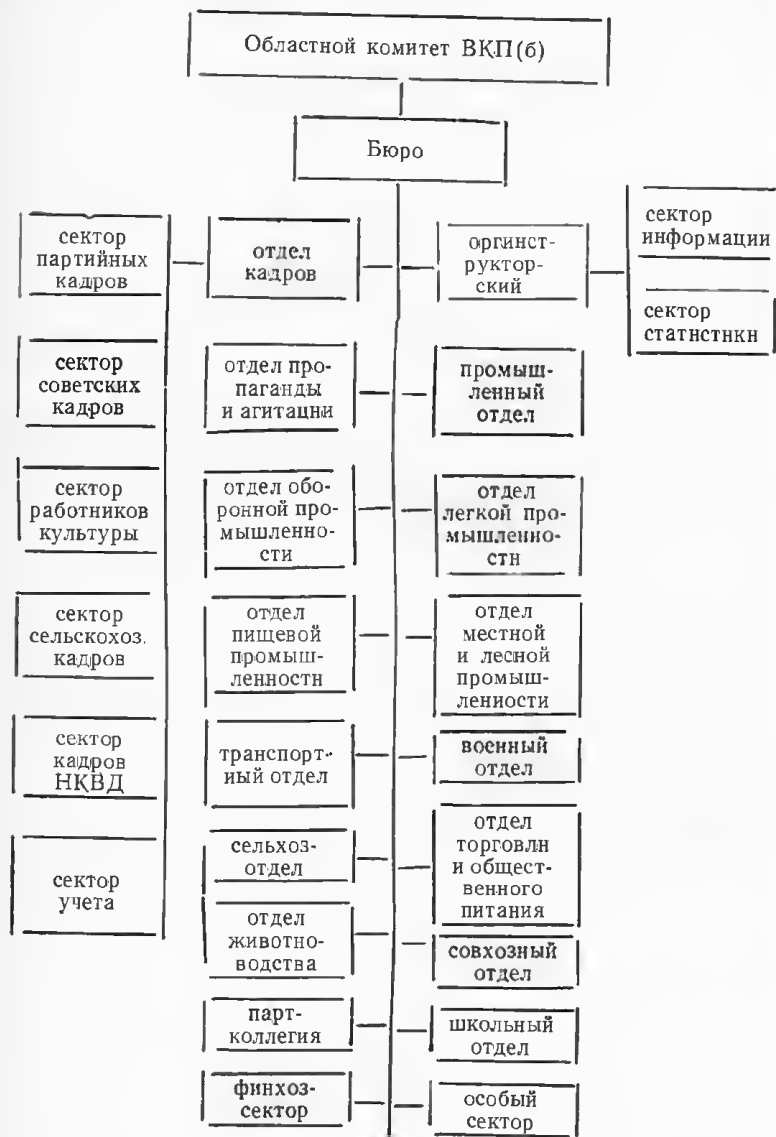 Областной комитет ВКП(б)
Бюро
сектор
партийных
кадров
отдел
кадров
оргинст-
рукtor-
ский
сектор
информации
сектор
статистики
сектор
советских
кадров
отдел про-
паганды
и агитации
промыш-
ленный
отдел
сектор
работников
культуры
отдел обо-
ронной про-
мышленно-
сти
отдел
легкой про-
мышленно-
сти
сектор
сельскохоз.
кадров
отдел
пищевой
промыш-
ленности
отдел
местной
и лесной
промыш-
ленности
сектор
кадров
НКВД
транспорт-
ный отдел
военный
отдел
сектор
учета
сельхоз-
отдел
отдел
торговли
и общест-
венного
питания
отдел
животно-
водства
совхозный
отдел
парт-
коллегия
школьный
отдел
финхоз-
сектор
особый
сектор